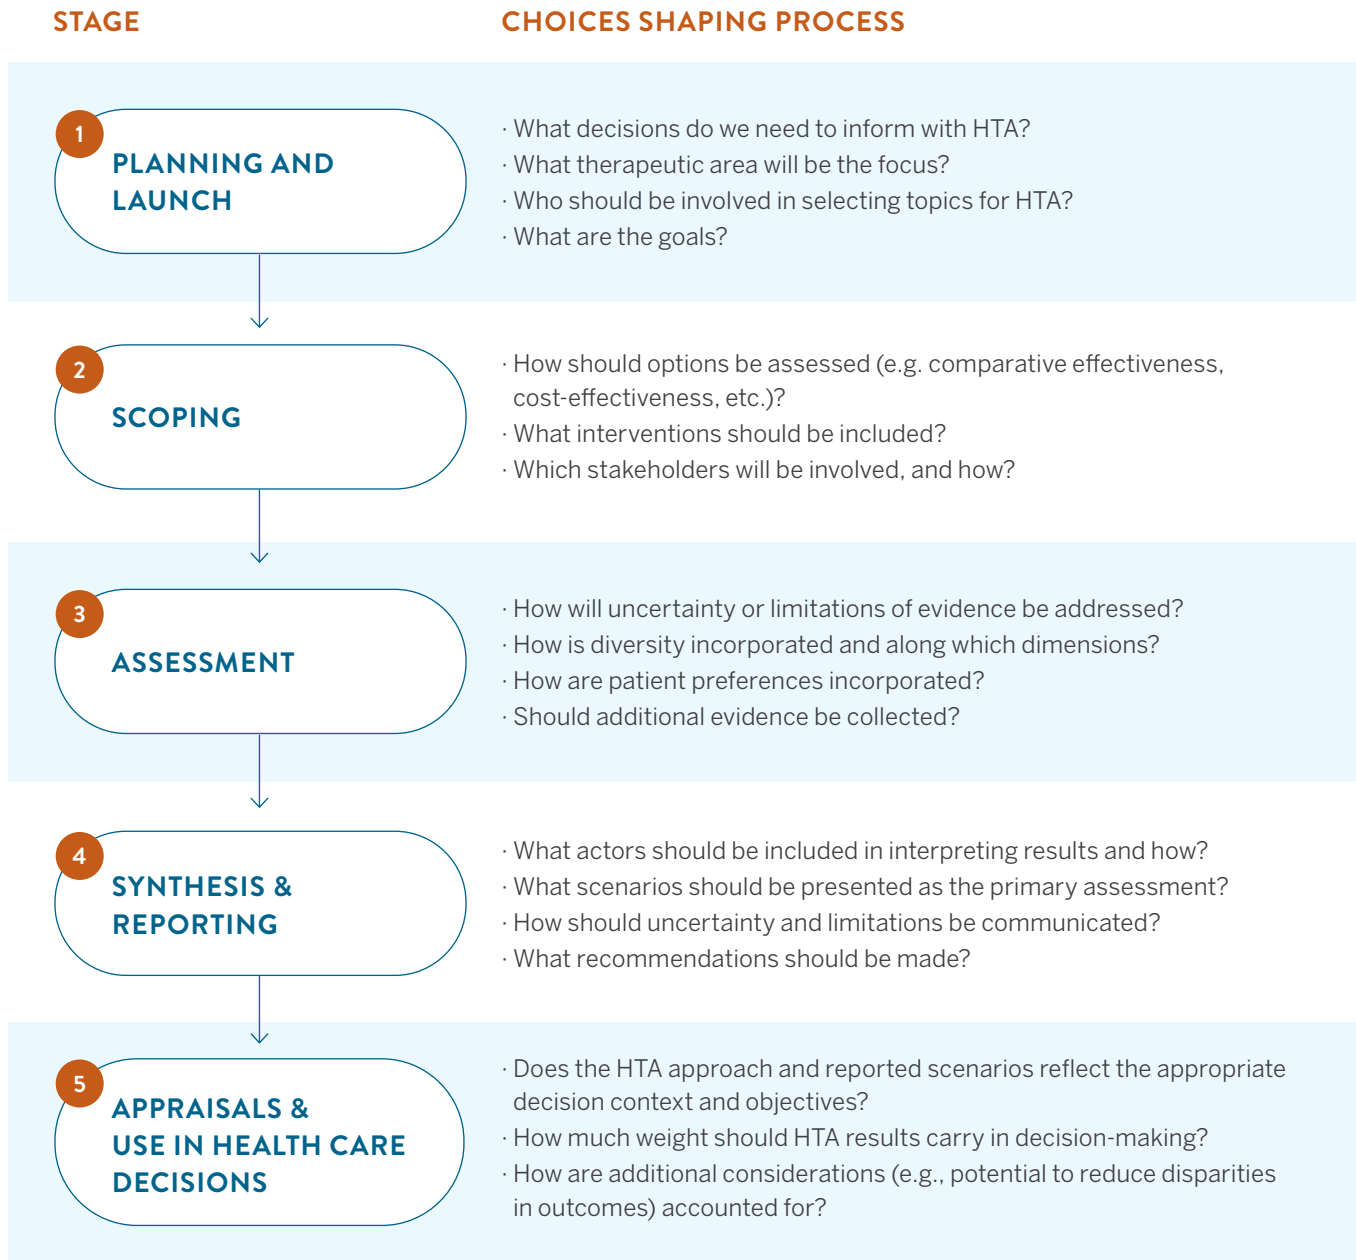 STAGE
CHOICES SHAPING PROCESS
1
PLANNING AND
LAUNCH
· What decisions do we need to inform with HTA?
· What therapeutic area will be the focus?
· Who should be involved in selecting topics for HTA?
· What are the goals?
2
SCOPING
· How should options be assessed (e.g. comparative effectiveness,
cost-effectiveness, etc.)?
· What interventions should be included?
· Which stakeholders will be involved, and how?
3
ASSESSMENT
· How will uncertainty or limitations of evidence be addressed?
· How is diversity incorporated and along which dimensions?
· How are patient preferences incorporated?
· Should additional evidence be collected?
4
SYNTHESIS &
REPORTING
· What actors should be included in interpreting results and how?
· What scenarios should be presented as the primary assessment?
· How should uncertainty and limitations be communicated?
· What recommendations should be made?
5
APPRAISALS &
USE IN HEALTH CARE
DECISIONS
· Does the HTA approach and reported scenarios reflect the appropriate
decision context and objectives?
· How much weight should HTA results carry in decision-making?
· How are additional considerations (e.g., potential to reduce disparities
in outcomes) accounted for?